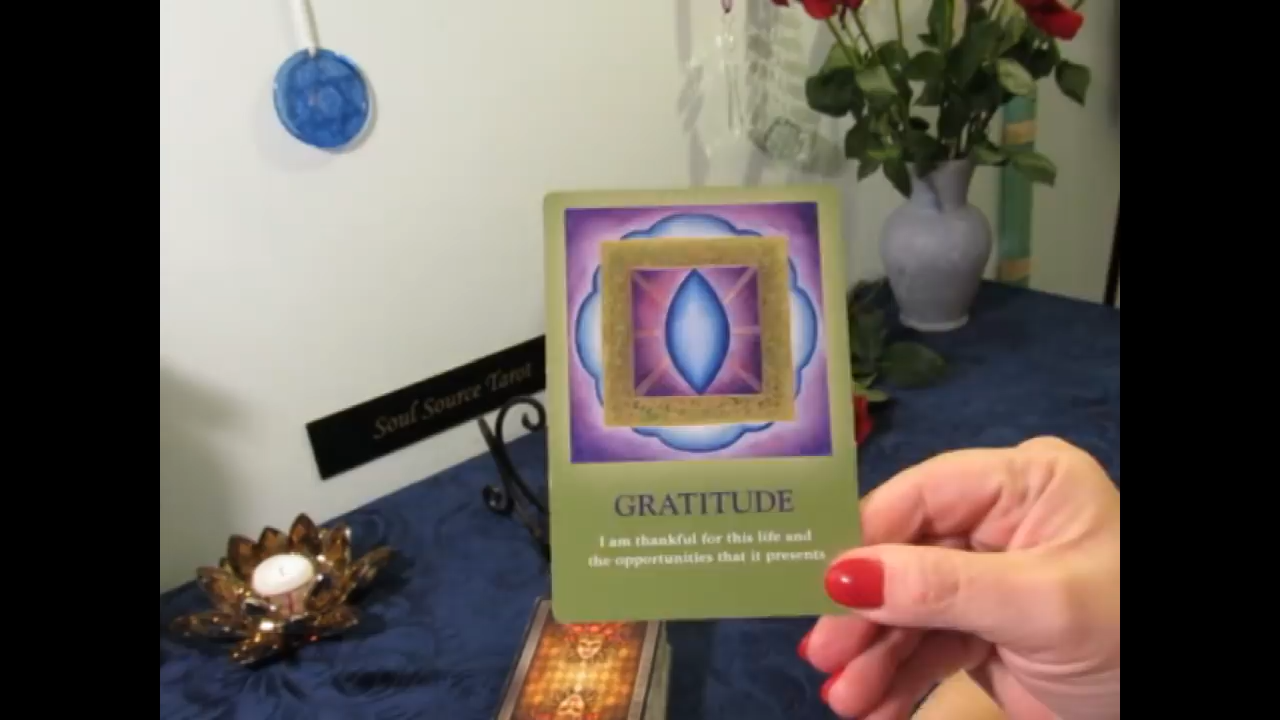 Soul Source Tarot
GRATITUDE
I am thankful for this life and
the opportunities that it presents